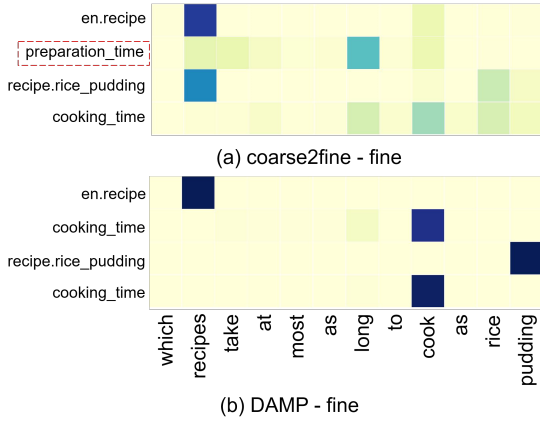 en.recipe
preparation_time
recipe.rice_pudding
cooking_time
(a) coarse2fine - fine
en.recipe
cooking_time
recipe.rice_pudding
cooking_time
which
recipes
take
at
most
as
long
to
cook
as
rice
pudding
(b) DAMP - fine